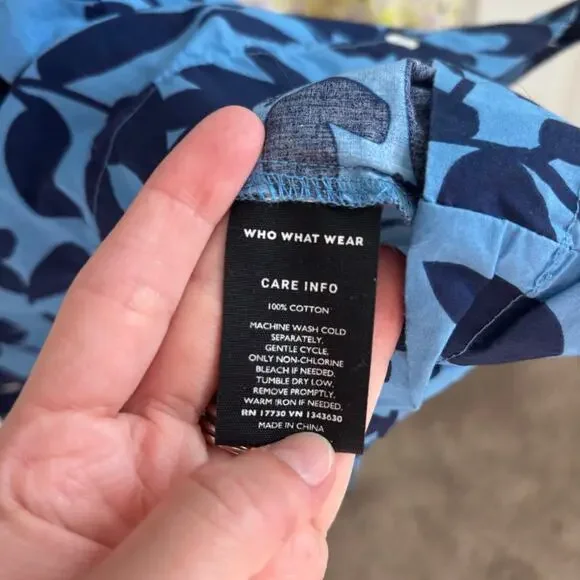 WHO WHAT WEAR
CARE INFO
100% COTTON
MACHINE WASH COLD
SEPARATELY.
GENTLE CYCLE.
ONLY NON-CHLORINE
BLEACH IF NEEDED.
TUMBLE DRY LOW.
REMOVE PROMPTLY.
WARM IRON IF NEEDED.
RN 17730 VN 1343630
MADE IN CHINA